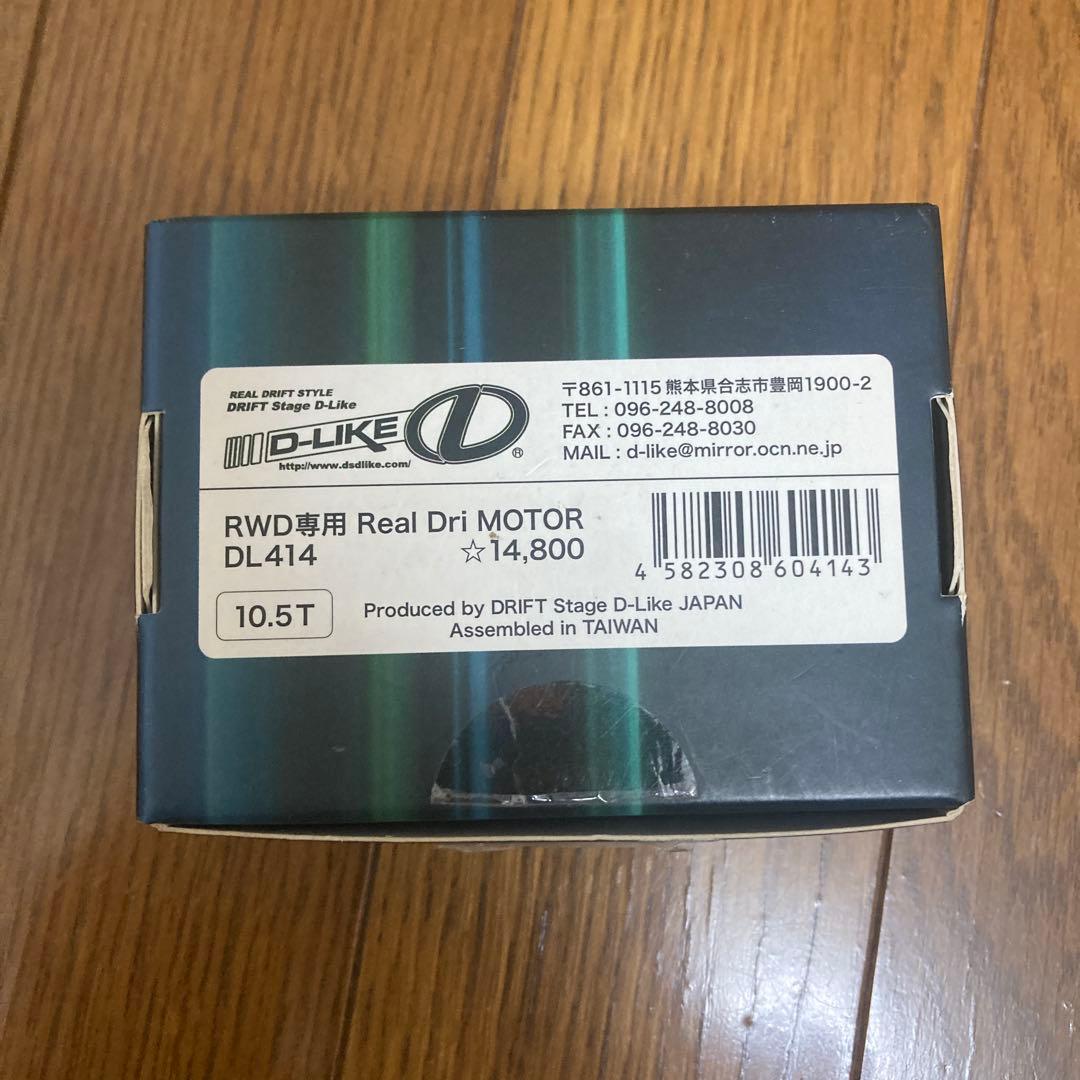 REAL DRIFT STYLE
DRIFT Stage D-Like
D-LIKE
®
http://www.dsdlike.com/
〒861-1115 熊本県合志市豊岡1900-2
TEL : 096-248-8008
FAX : 096-248-8030
MAIL : d-like@mirror.ocn.ne.jp
RWD専用 Real Dri MOTOR
DL414 ☆14,800
4 582308 604143
10.5T
Produced by DRIFT Stage D-Like JAPAN
Assembled in TAIWAN